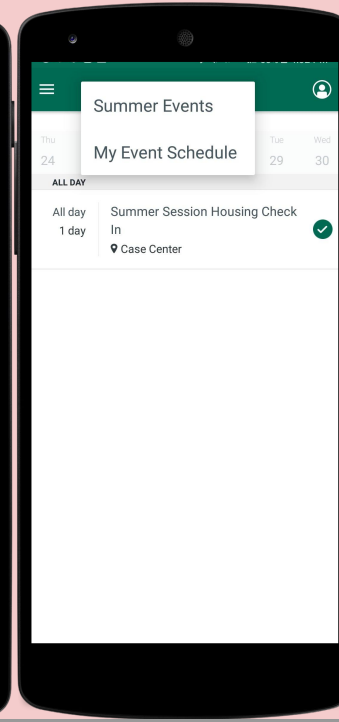 Summer Events
My Event Schedule
Thu Tue Wed
24 29 30
ALL DAY
All day Summer Session Housing Check
1 day In
Case Center